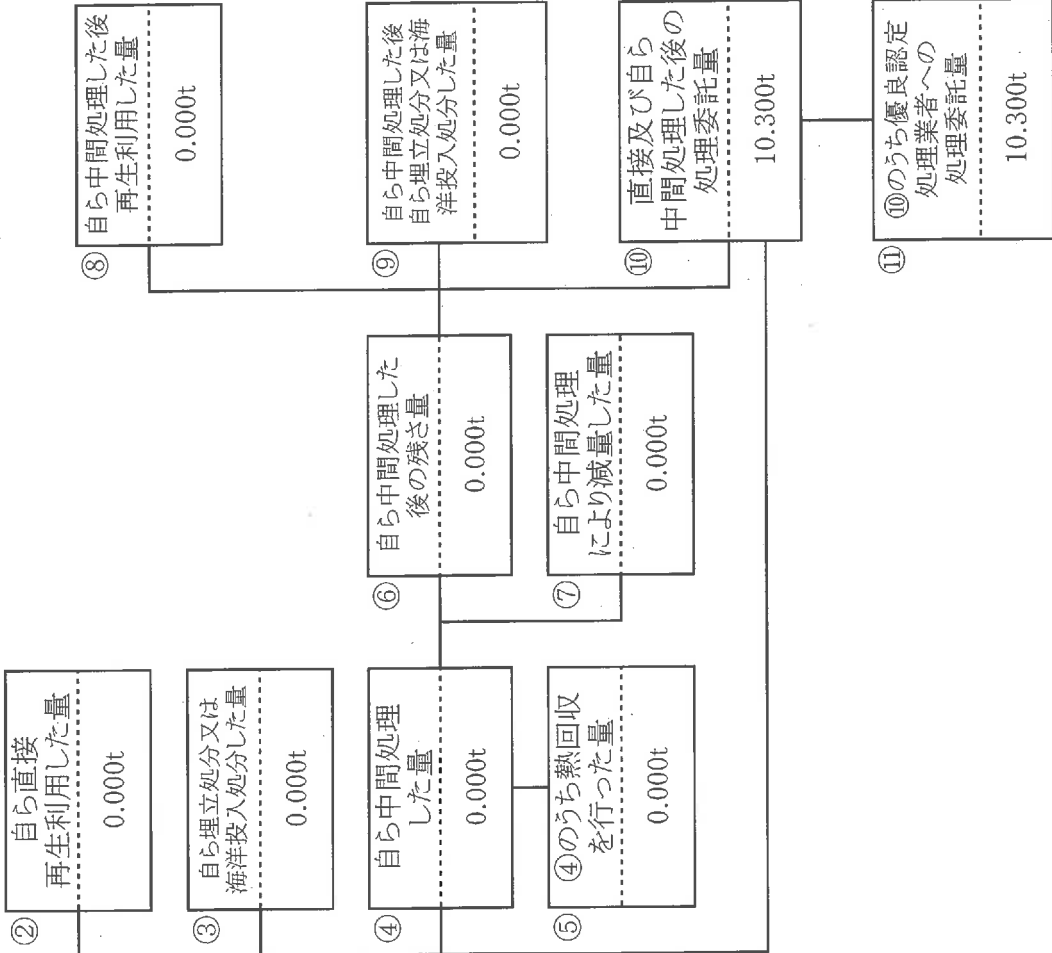 ②
自ら直接
再生利用した量
0.000t
③
自ら埋立処分又は
海洋投入処分した量
0.000t
④
自ら中間処理
した量
0.000t
⑤
④のうち熱回収
を行った量
0.000t
⑥
自ら中間処理した
後の残さ量
0.000t
⑦
自ら中間処理
により減量した量
0.000t
⑧
自ら中間処理した後
再生利用した量
0.000t
⑨
自ら中間処理した後
自ら埋立処分又は海
洋投入処分した量
0.000t
⑩
直接及び自ら
中間処理した後の
処理委託量
10.300t
⑪
⑩のうち優良認定
処理業者への
処理委託量
10.300t